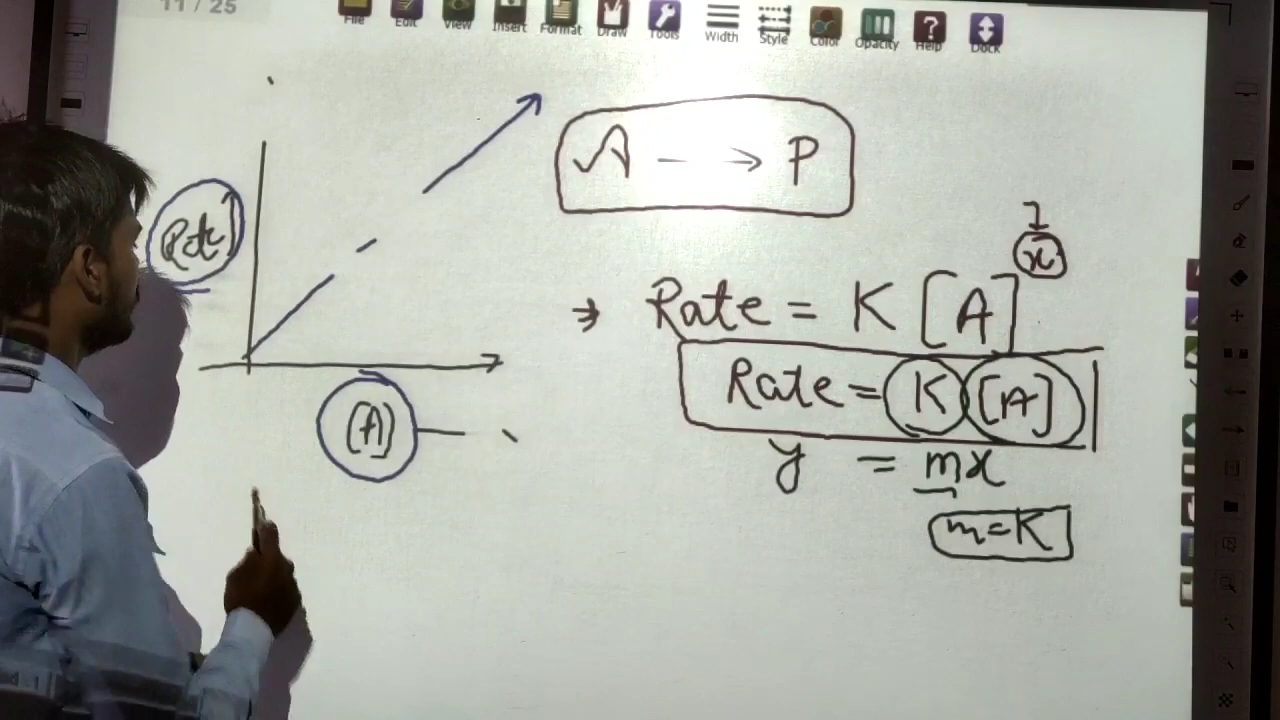 11 / 25
File Edit View Insert Format Draw Tools Width Style Color Opacity Help Dock
A → P
1
x
⇒ Rate = K [A]
Rate = K [A]
y = mx
m=K
[A]